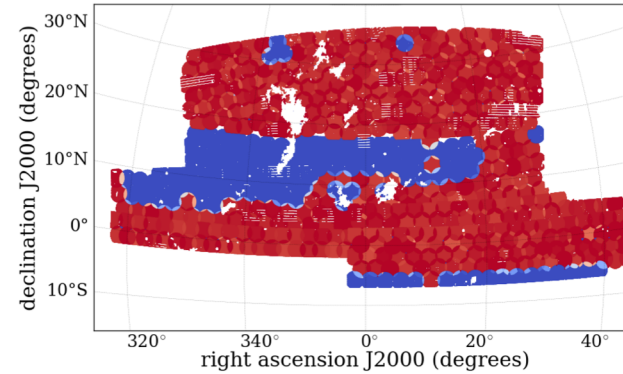 30°N
20°N
10°N
0°
10°S
declination J2000 (degrees)
320° 340° 0° 20° 40°
right ascension J2000 (degrees)